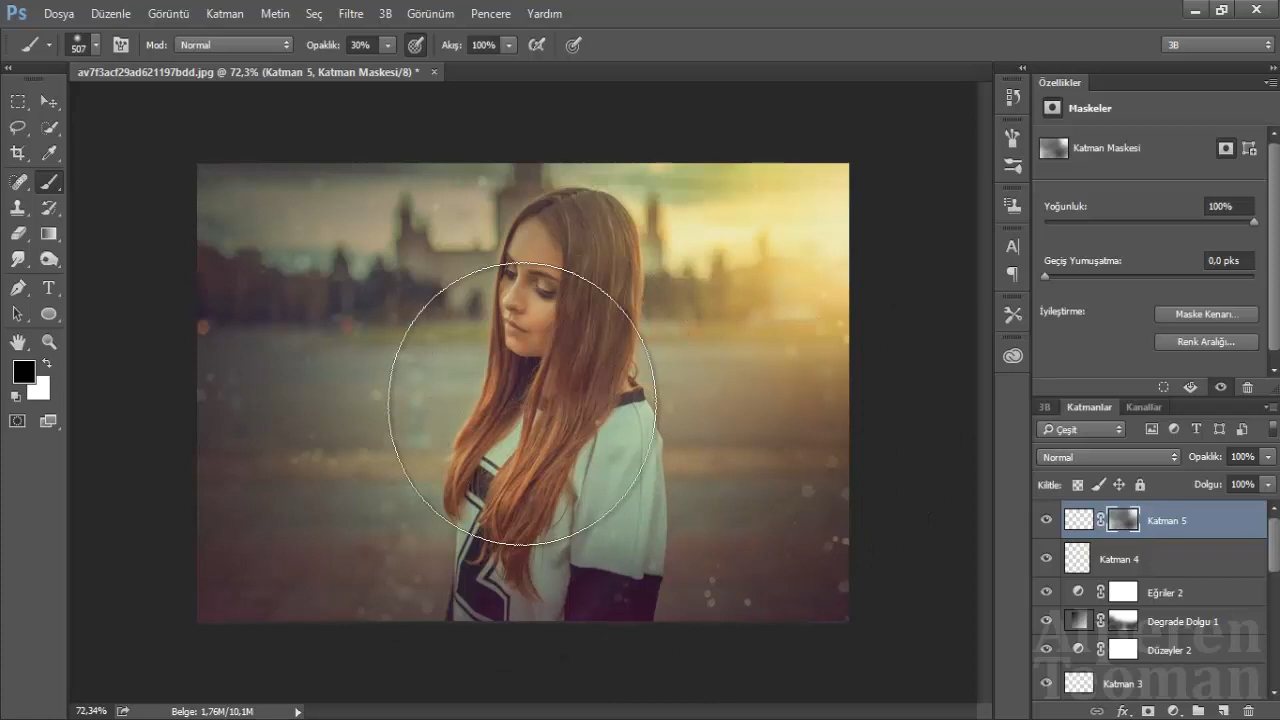 Ps Dosya Düzenle Görüntü Katman Metin Seç Filtre 3B Görünüm Pencere Yardım
507 Mod: Normal Opaklık: 30% Akış: 100% 3B
av7f3acf29ad621197bdd.jpg @ 72,3% (Katman 5, Katman Maskesi/8) * ×
Özellikler
Maskeler
Katman Maskesi
Yoğunluk: 100%
Geçiş Yumuşatma: 0,0 pks
İyileştirme: Maske Kenarı...
Renk Aralığı...
3B Katmanlar Kanallar
Çeşit
Normal Opaklık: 100%
Kilitle: Dolgu: 100%
Katman 5
Katman 4
Eğriler 2
Degrade Dolgu 1
Düzeyler 2
Katman 3
Alperen
Teoman
72,34% Belge: 1,76M/10,1M